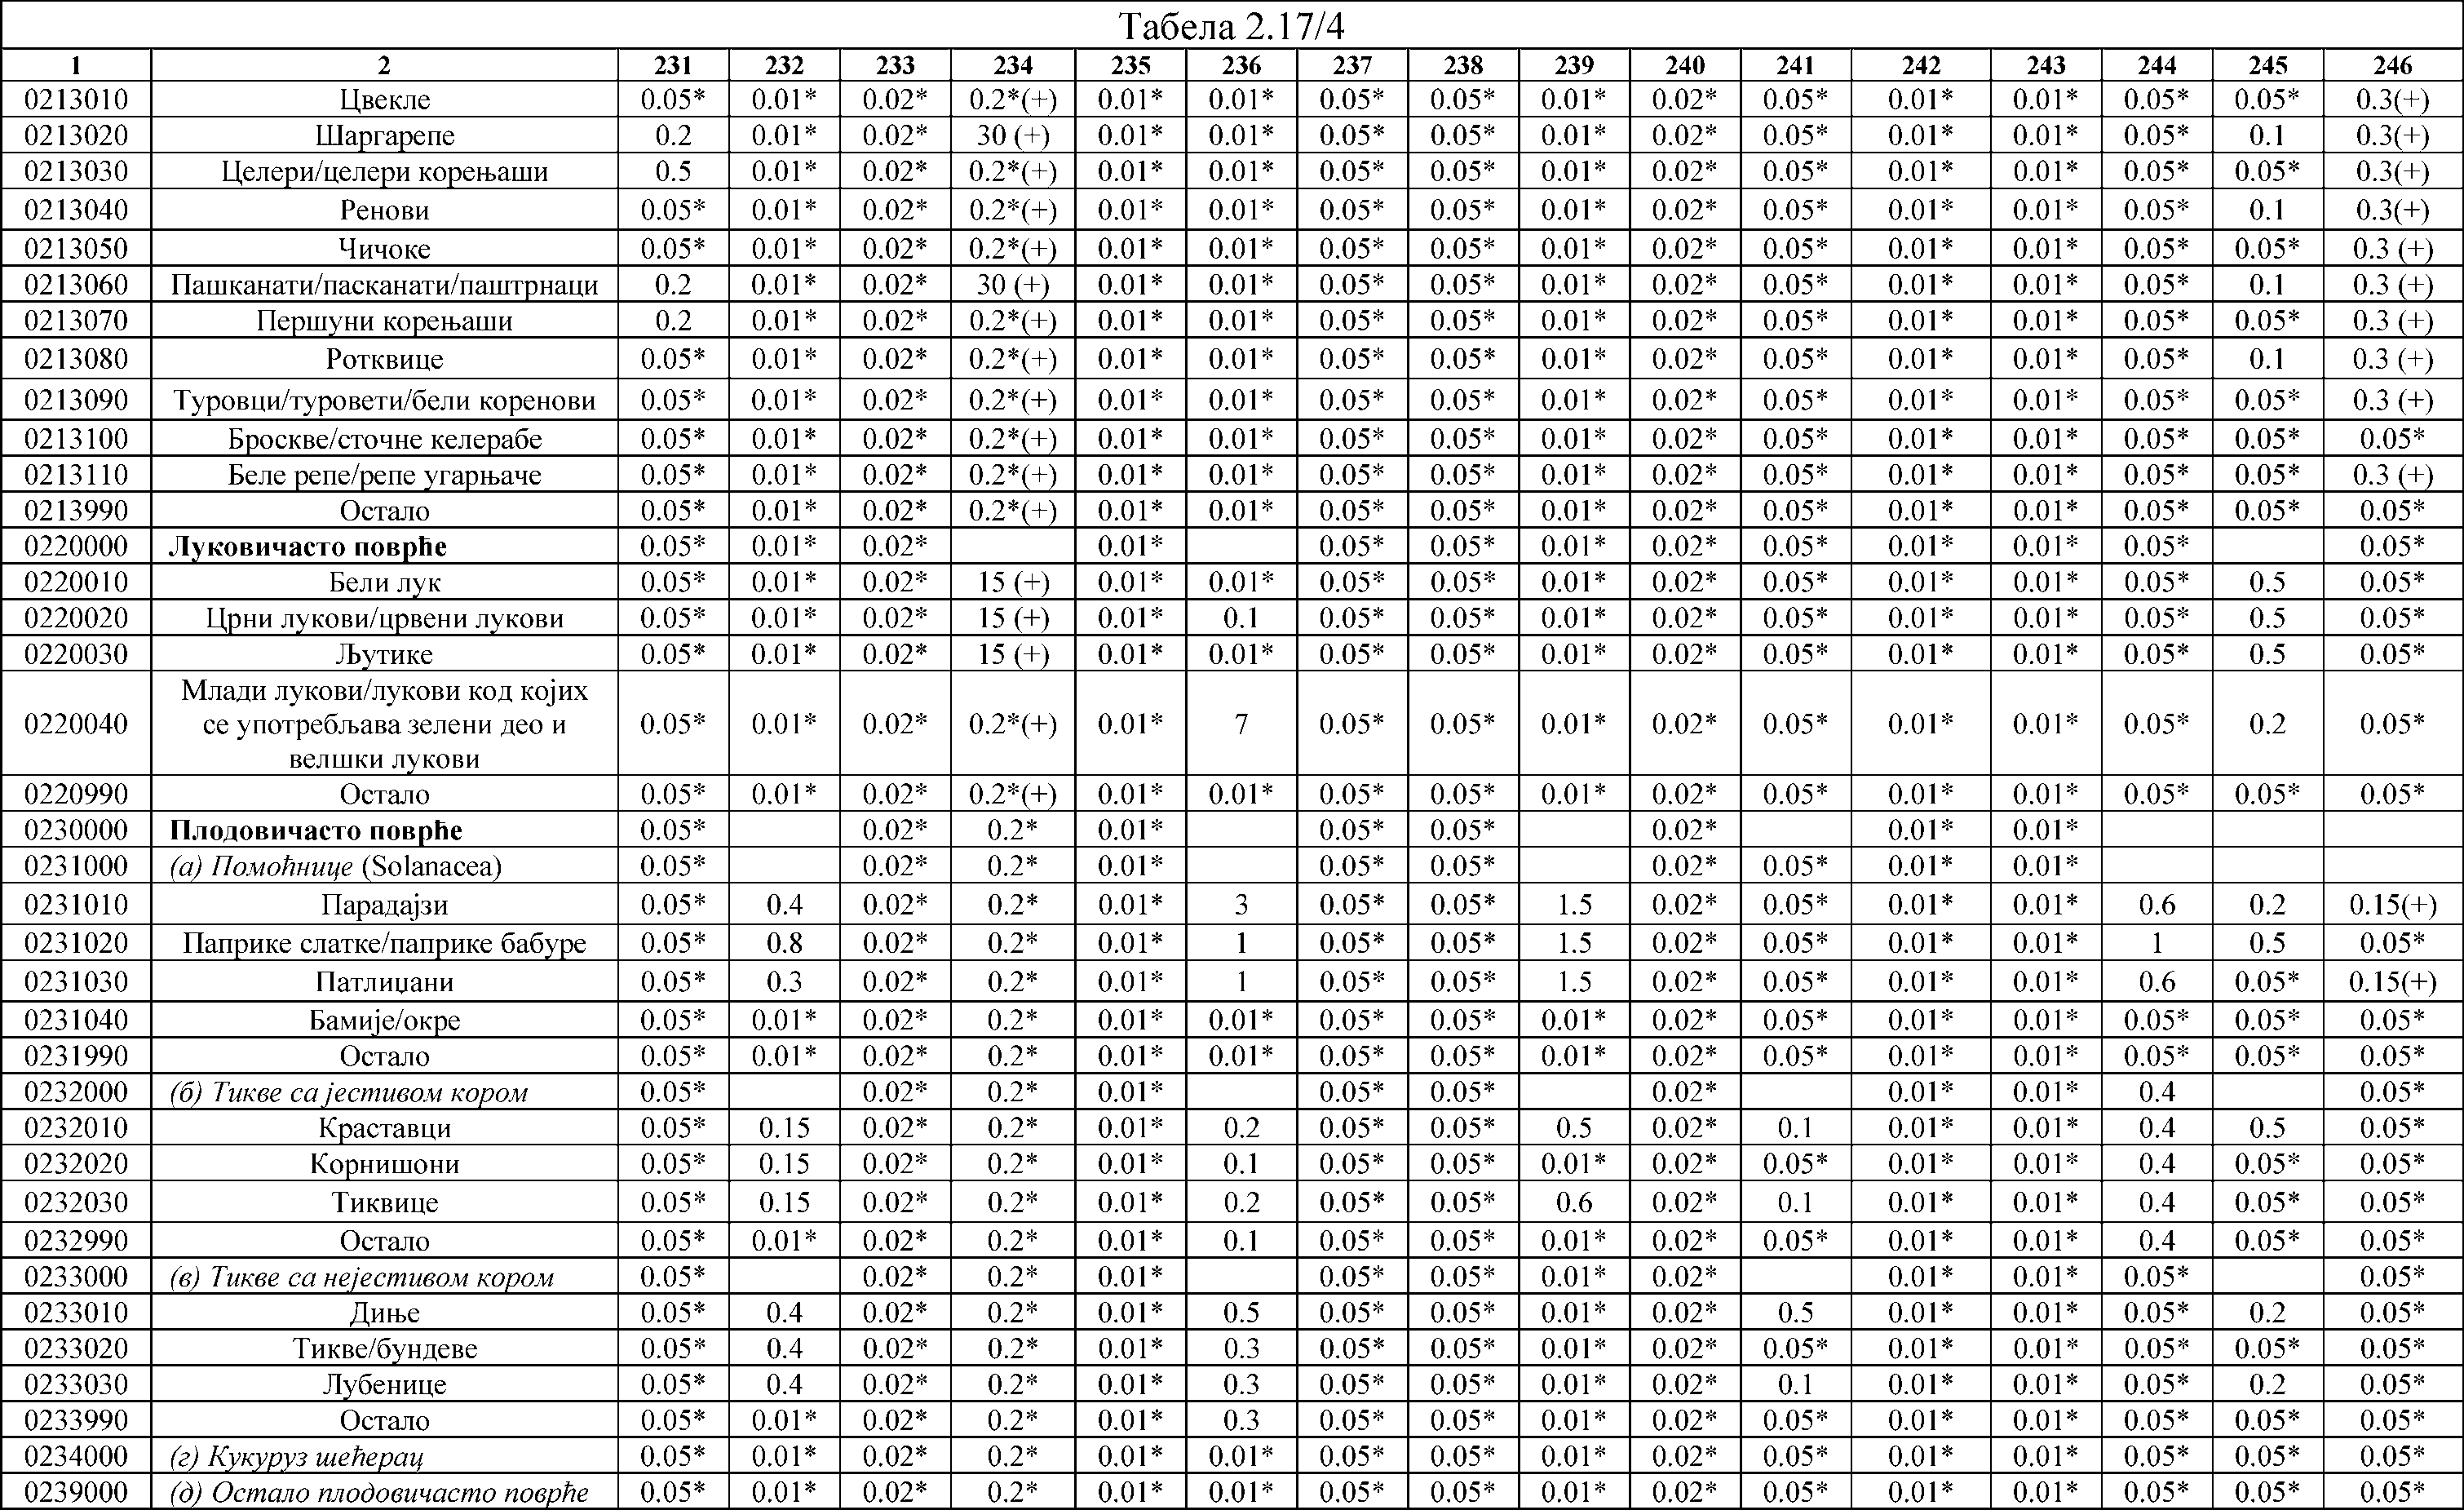 Табела 2.17/4
1 2 231 232 233 234 235 236 237 238 239 240 241 242 243 244 245 246
0213010 Цвекле 0.05* 0.01* 0.02* 0.2*(+) 0.01* 0.01* 0.05* 0.05* 0.01* 0.02* 0.05* 0.01* 0.01* 0.05* 0.05* 0.3(+)
0213020 Шаргарепе 0.2 0.01* 0.02* 30 (+) 0.01* 0.01* 0.05* 0.05* 0.01* 0.02* 0.05* 0.01* 0.01* 0.05* 0.1 0.3(+)
0213030 Целери/целери корењаши 0.5 0.01* 0.02* 0.2*(+) 0.01* 0.01* 0.05* 0.05* 0.01* 0.02* 0.05* 0.01* 0.01* 0.05* 0.05* 0.3(+)
0213040 Ренови 0.05* 0.01* 0.02* 0.2*(+) 0.01* 0.01* 0.05* 0.05* 0.01* 0.02* 0.05* 0.01* 0.01* 0.05* 0.1 0.3(+)
0213050 Чичоке 0.05* 0.01* 0.02* 0.2*(+) 0.01* 0.01* 0.05* 0.05* 0.01* 0.02* 0.05* 0.01* 0.01* 0.05* 0.05* 0.3 (+)
0213060 Пашканати/пасканати/паштрнаци 0.2 0.01* 0.02* 30 (+) 0.01* 0.01* 0.05* 0.05* 0.01* 0.02* 0.05* 0.01* 0.01* 0.05* 0.1 0.3 (+)
0213070 Першуни корењаши 0.2 0.01* 0.02* 0.2*(+) 0.01* 0.01* 0.05* 0.05* 0.01* 0.02* 0.05* 0.01* 0.01* 0.05* 0.05* 0.3 (+)
0213080 Ротквице 0.05* 0.01* 0.02* 0.2*(+) 0.01* 0.01* 0.05* 0.05* 0.01* 0.02* 0.05* 0.01* 0.01* 0.05* 0.1 0.3 (+)
0213090 Туровци/туровети/бели коренови 0.05* 0.01* 0.02* 0.2*(+) 0.01* 0.01* 0.05* 0.05* 0.01* 0.02* 0.05* 0.01* 0.01* 0.05* 0.05* 0.3 (+)
0213100 Броскве/сточне келерабе 0.05* 0.01* 0.02* 0.2*(+) 0.01* 0.01* 0.05* 0.05* 0.01* 0.02* 0.05* 0.01* 0.01* 0.05* 0.05* 0.05*
0213110 Беле репе/репе угарњаче 0.05* 0.01* 0.02* 0.2*(+) 0.01* 0.01* 0.05* 0.05* 0.01* 0.02* 0.05* 0.01* 0.01* 0.05* 0.05* 0.3 (+)
0213990 Остало 0.05* 0.01* 0.02* 0.2*(+) 0.01* 0.01* 0.05* 0.05* 0.01* 0.02* 0.05* 0.01* 0.01* 0.05* 0.05* 0.05*
0220000 Луковичасто поврће 0.05* 0.01* 0.02* 0.01* 0.05* 0.05* 0.01* 0.02* 0.05* 0.01* 0.01* 0.05* 0.05*
0220010 Бели лук 0.05* 0.01* 0.02* 15 (+) 0.01* 0.01* 0.05* 0.05* 0.01* 0.02* 0.05* 0.01* 0.01* 0.05* 0.5 0.05*
0220020 Црни лукови/црвени лукови 0.05* 0.01* 0.02* 15 (+) 0.01* 0.1 0.05* 0.05* 0.01* 0.02* 0.05* 0.01* 0.01* 0.05* 0.5 0.05*
0220030 Љутике 0.05* 0.01* 0.02* 15 (+) 0.01* 0.01* 0.05* 0.05* 0.01* 0.02* 0.05* 0.01* 0.01* 0.05* 0.5 0.05*
Млади лукови/лукови код којих
0220040 се употребљава зелени део и 0.05* 0.01* 0.02* 0.2*(+) 0.01* 7 0.05* 0.05* 0.01* 0.02* 0.05* 0.01* 0.01* 0.05* 0.2 0.05*
велшки лукови
0220990 Остало 0.05* 0.01* 0.02* 0.2*(+) 0.01* 0.01* 0.05* 0.05* 0.01* 0.02* 0.05* 0.01* 0.01* 0.05* 0.05* 0.05*
0230000 Плодовичасто поврће 0.05* 0.02* 0.2* 0.01* 0.05* 0.05* 0.02* 0.01* 0.01*
0231000 (а) Помоћнице (Solanacea) 0.05* 0.02* 0.2* 0.01* 0.05* 0.05* 0.02* 0.05* 0.01* 0.01*
0231010 Парадајзи 0.05* 0.4 0.02* 0.2* 0.01* 3 0.05* 0.05* 1.5 0.02* 0.05* 0.01* 0.01* 0.6 0.2 0.15(+)
0231020 Паприке слатке/паприке бабуре 0.05* 0.8 0.02* 0.2* 0.01* 1 0.05* 0.05* 1.5 0.02* 0.05* 0.01* 0.01* 1 0.5 0.05*
0231030 Патлиџани 0.05* 0.3 0.02* 0.2* 0.01* 1 0.05* 0.05* 1.5 0.02* 0.05* 0.01* 0.01* 0.6 0.05* 0.15(+)
0231040 Бамије/окре 0.05* 0.01* 0.02* 0.2* 0.01* 0.01* 0.05* 0.05* 0.01* 0.02* 0.05* 0.01* 0.01* 0.05* 0.05* 0.05*
0231990 Остало 0.05* 0.01* 0.02* 0.2* 0.01* 0.01* 0.05* 0.05* 0.01* 0.02* 0.05* 0.01* 0.01* 0.05* 0.05* 0.05*
0232000 (б) Тикве са јестивом кором 0.05* 0.02* 0.2* 0.01* 0.05* 0.05* 0.02* 0.01* 0.01* 0.4 0.05*
0232010 Краставци 0.05* 0.15 0.02* 0.2* 0.01* 0.2 0.05* 0.05* 0.5 0.02* 0.1 0.01* 0.01* 0.4 0.5 0.05*
0232020 Корнишони 0.05* 0.15 0.02* 0.2* 0.01* 0.1 0.05* 0.05* 0.01* 0.02* 0.05* 0.01* 0.01* 0.4 0.05* 0.05*
0232030 Тиквице 0.05* 0.15 0.02* 0.2* 0.01* 0.2 0.05* 0.05* 0.6 0.02* 0.1 0.01* 0.01* 0.4 0.05* 0.05*
0232990 Остало 0.05* 0.01* 0.02* 0.2* 0.01* 0.1 0.05* 0.05* 0.01* 0.02* 0.05* 0.01* 0.01* 0.4 0.05* 0.05*
0233000 (в) Тикве са нејестивом кором 0.05* 0.02* 0.2* 0.01* 0.05* 0.05* 0.01* 0.02* 0.01* 0.01* 0.05* 0.05*
0233010 Диње 0.05* 0.4 0.02* 0.2* 0.01* 0.5 0.05* 0.05* 0.01* 0.02* 0.5 0.01* 0.01* 0.05* 0.2 0.05*
0233020 Тикве/бундеве 0.05* 0.4 0.02* 0.2* 0.01* 0.3 0.05* 0.05* 0.01* 0.02* 0.05* 0.01* 0.01* 0.05* 0.05* 0.05*
0233030 Лубенице 0.05* 0.4 0.02* 0.2* 0.01* 0.3 0.05* 0.05* 0.01* 0.02* 0.1 0.01* 0.01* 0.05* 0.2 0.05*
0233990 Остало 0.05* 0.01* 0.02* 0.2* 0.01* 0.3 0.05* 0.05* 0.01* 0.02* 0.05* 0.01* 0.01* 0.05* 0.05* 0.05*
0234000 (г) Кукуруз шећерац 0.05* 0.01* 0.02* 0.2* 0.01* 0.01* 0.05* 0.05* 0.01* 0.02* 0.05* 0.01* 0.01* 0.05* 0.05* 0.05*
0239000 (д) Остало плодовичасто поврће 0.05* 0.01* 0.02* 0.2* 0.01* 0.01* 0.05* 0.05* 0.01* 0.02* 0.05* 0.01* 0.01* 0.05* 0.05* 0.05*